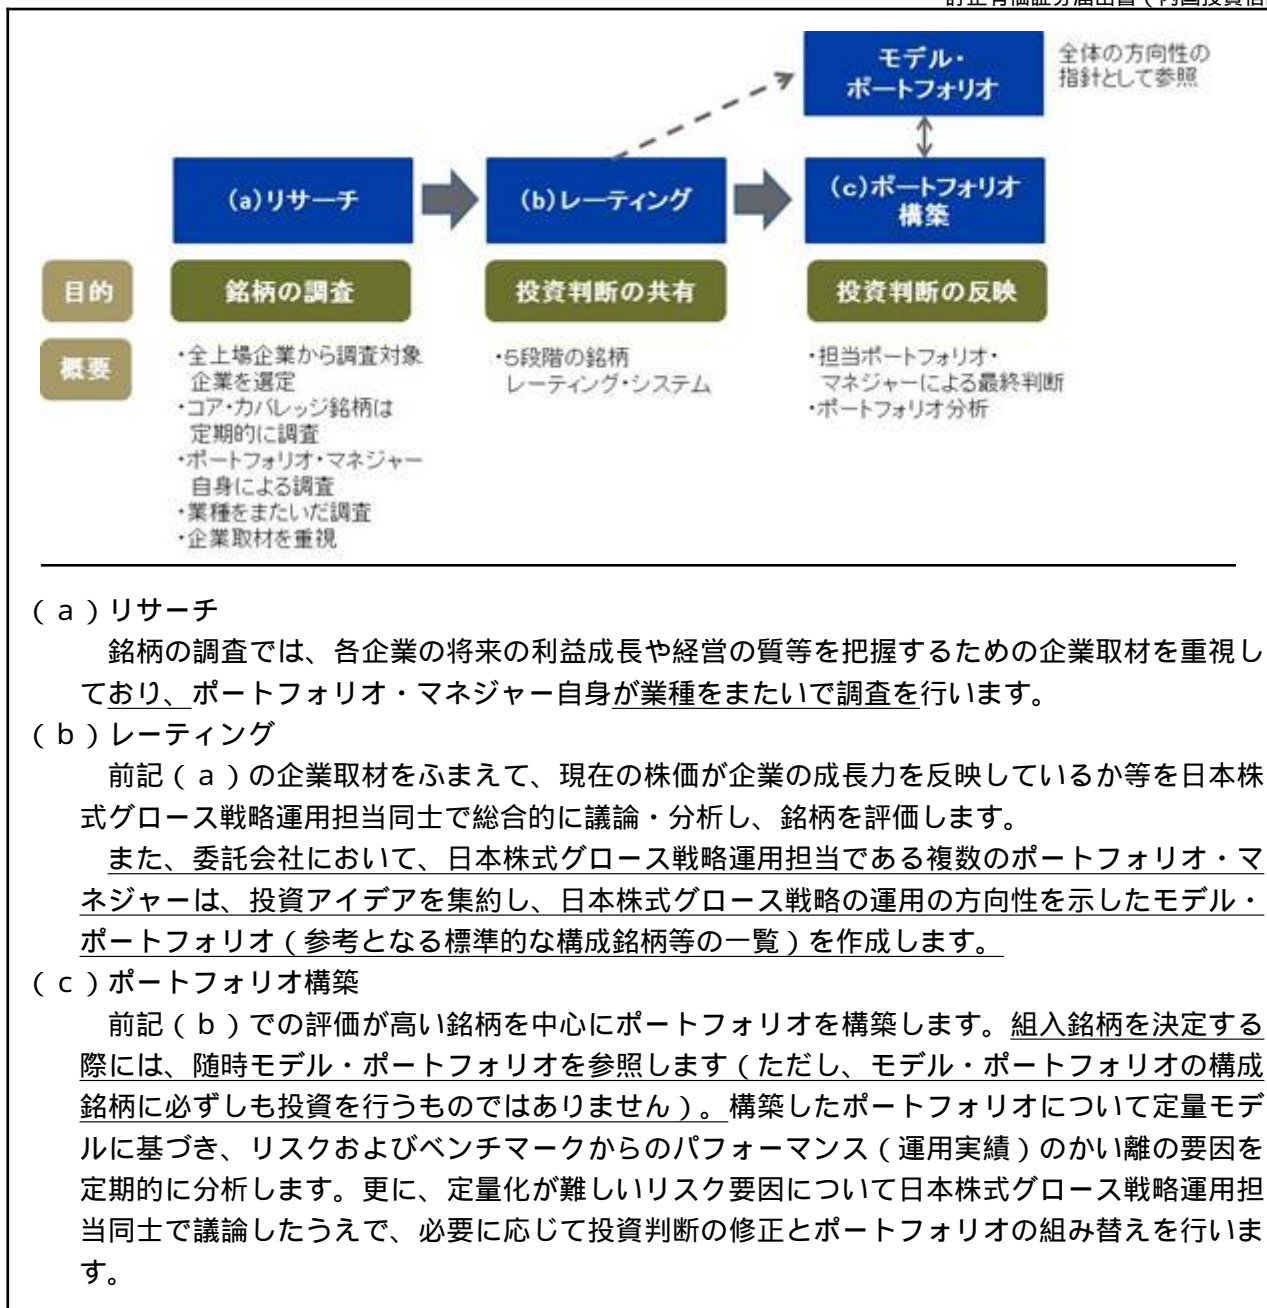 モデル・
ポートフォリオ
全体の方向性の
指針として参照
(a)リサーチ
(b)レーティング
(c)ポートフォリオ
構築
目的
銘柄の調査
投資判断の共有
投資判断の反映
概要
・全上場企業から調査対象
企業を選定
・コア・カバレッジ銘柄は
定期的に調査
・ポートフォリオ・マネジャー
自身による調査
・業種をまたいだ調査
・企業取材を重視
・5段階の銘柄
レーティング・システム
・担当ポートフォリオ・
マネジャーによる最終判断
・ポートフォリオ分析
(a)リサーチ
銘柄の調査では、各企業の将来の利益成長や経営の質等を把握するための企業取材を重視し
ており、ポートフォリオ・マネジャー自身が業種をまたいで調査を行います。
(b)レーティング
前記(a)の企業取材をふまえて、現在の株価が企業の成長力を反映しているか等を日本株
式グロース戦略運用担当同士で総合的に議論・分析し、銘柄を評価します。
また、委託会社において、日本株式グロース戦略運用担当である複数のポートフォリオ・マ
ネジャーは、投資アイデアを集約し、日本株式グロース戦略の運用の方向性を示したモデル・
ポートフォリオ(参考となる標準的な構成銘柄等の一覧)を作成します。
(c)ポートフォリオ構築
前記(b)での評価が高い銘柄を中心にポートフォリオを構築します。組入銘柄を決定する
際には、随時モデル・ポートフォリオを参照します(ただし、モデル・ポートフォリオの構成
銘柄に必ずしも投資を行うものではありません)。構築したポートフォリオについて定量モデ
ルに基づき、リスクおよびベンチマークからのパフォーマンス(運用実績)のかい離の要因を
定期的に分析します。更に、定量化が難しいリスク要因について日本株式グロース戦略運用担
当同士で議論したうえで、必要に応じて投資判断の修正とポートフォリオの組み替えを行いま
す。